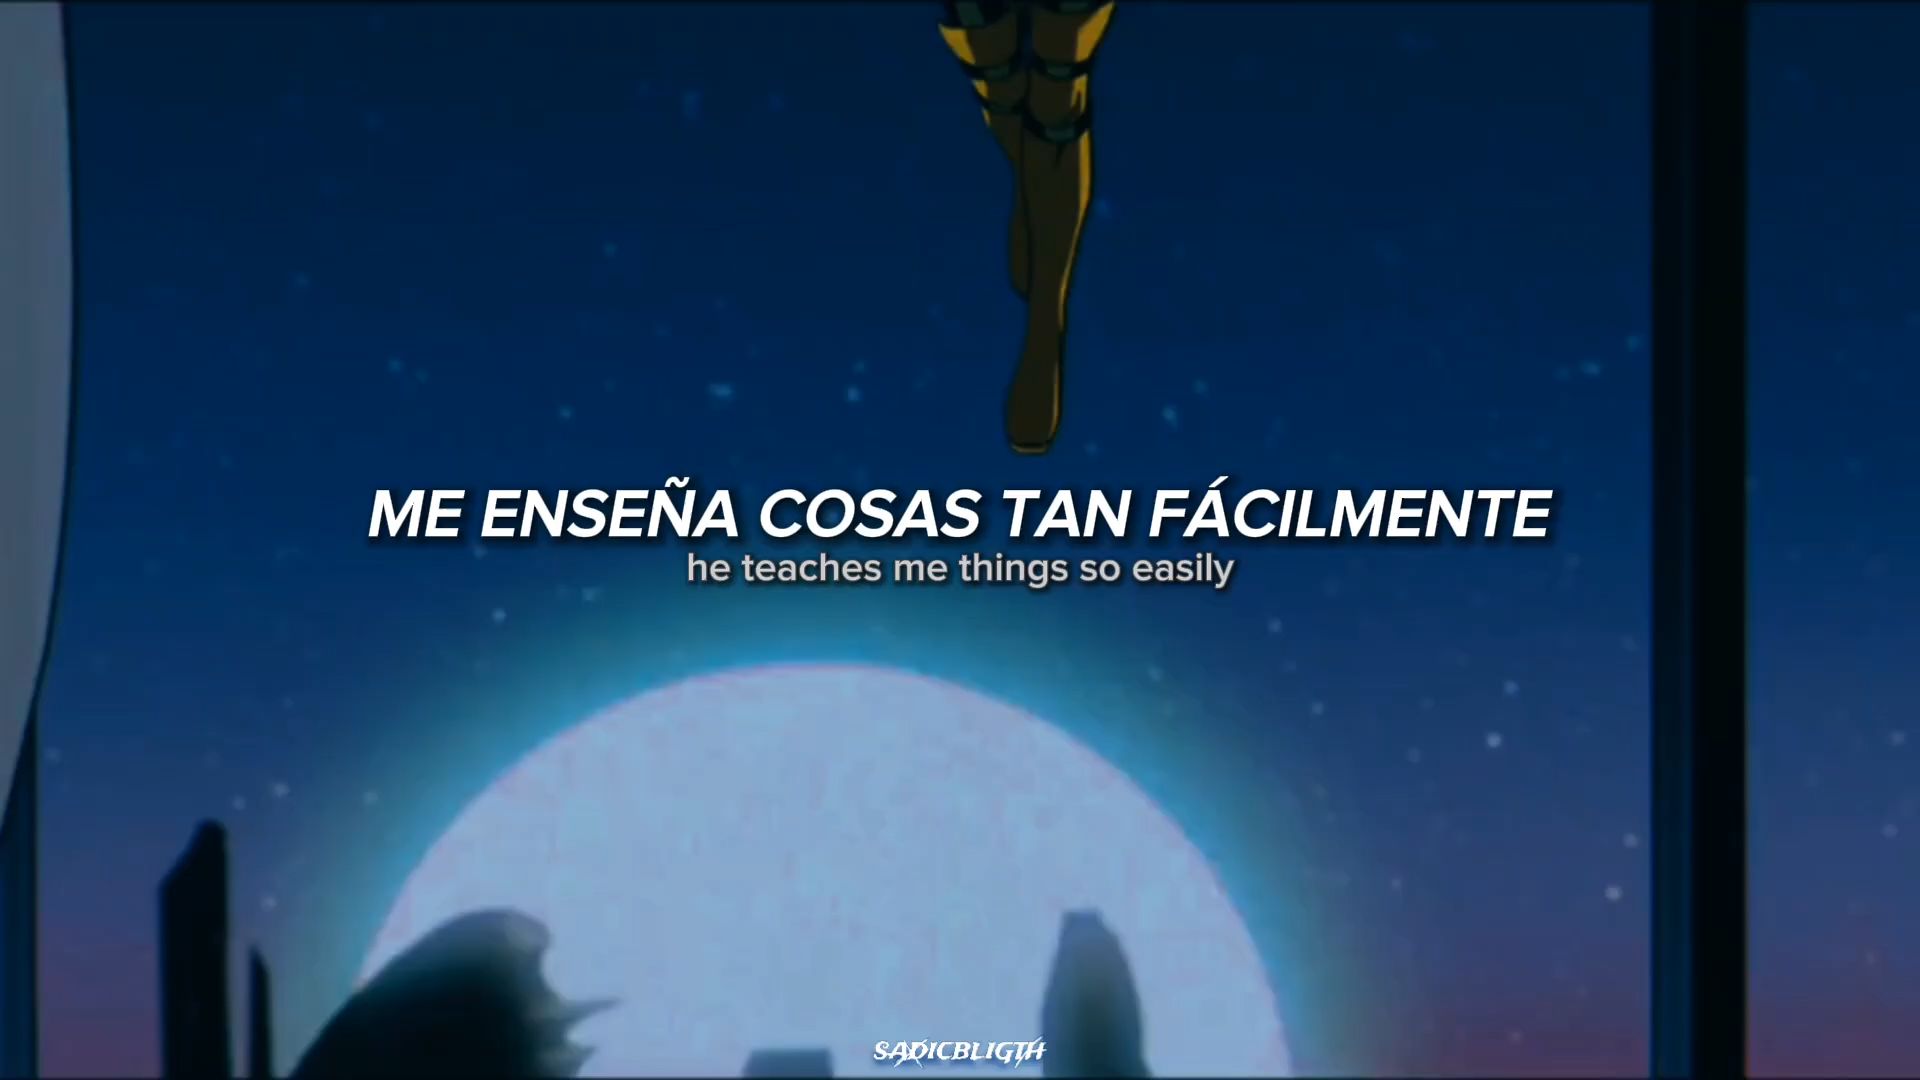 ME ENSEÑA COSAS TAN FÁCILMENTE
he teaches me things so easily
SADICBLIGTH